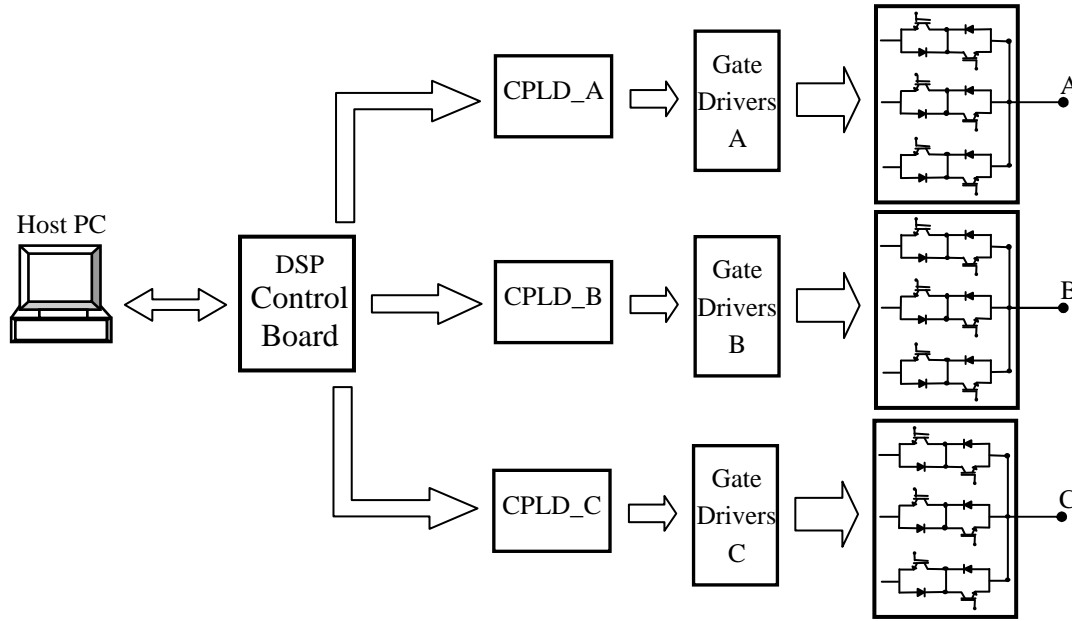 Host PC
DSP
Control
Board
CPLD_A
Gate
Drivers
A
A
CPLD_B
Gate
Drivers
B
B
CPLD_C
Gate
Drivers
C
C